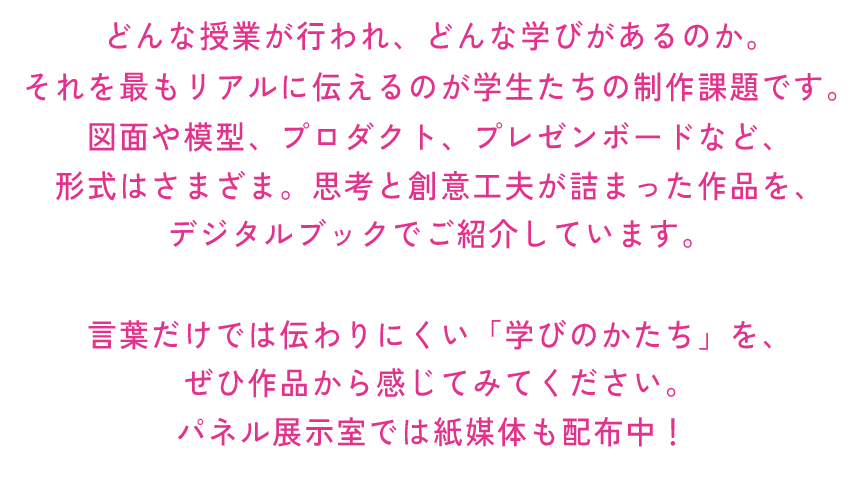 どんな授業が行われ、どんな学びがあるのか。
それを最もリアルに伝えるのが学生たちの制作課題です。
図面や模型、プロダクト、プレゼンボードなど、
形式はさまざま。思考と創意工夫が詰まった作品を、
デジタルブックでご紹介しています。
言葉だけでは伝わりにくい「学びのかたち」を、
ぜひ作品から感じてみてください。
パネル展示室では紙媒体も配布中！